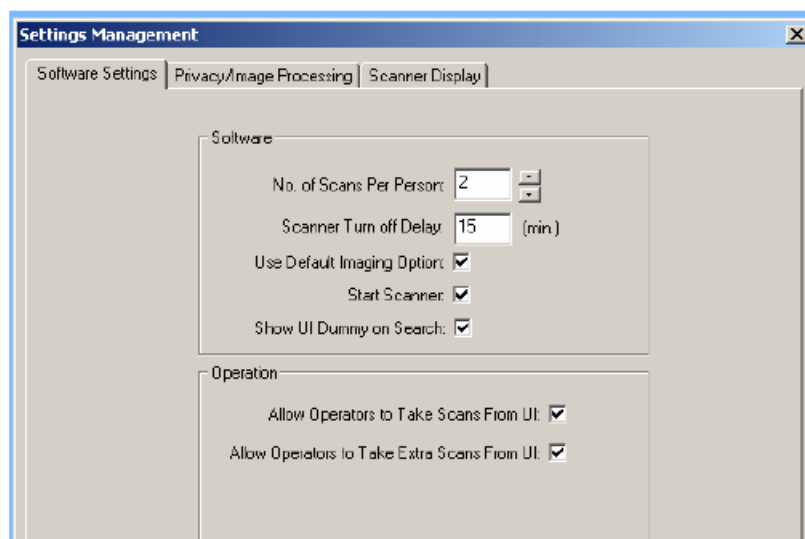 Settings Management
Software Settings Privacy/Image Processing Scanner Display
Software
No. of Scans Per Person: 2
Scanner Turn off Delay: 15 (min.)
Use Default Imaging Option:
Start Scanner:
Show UI Dummy on Search:
Operation
Allow Operators to Take Scans From UI:
Allow Operators to Take Extra Scans From UI: